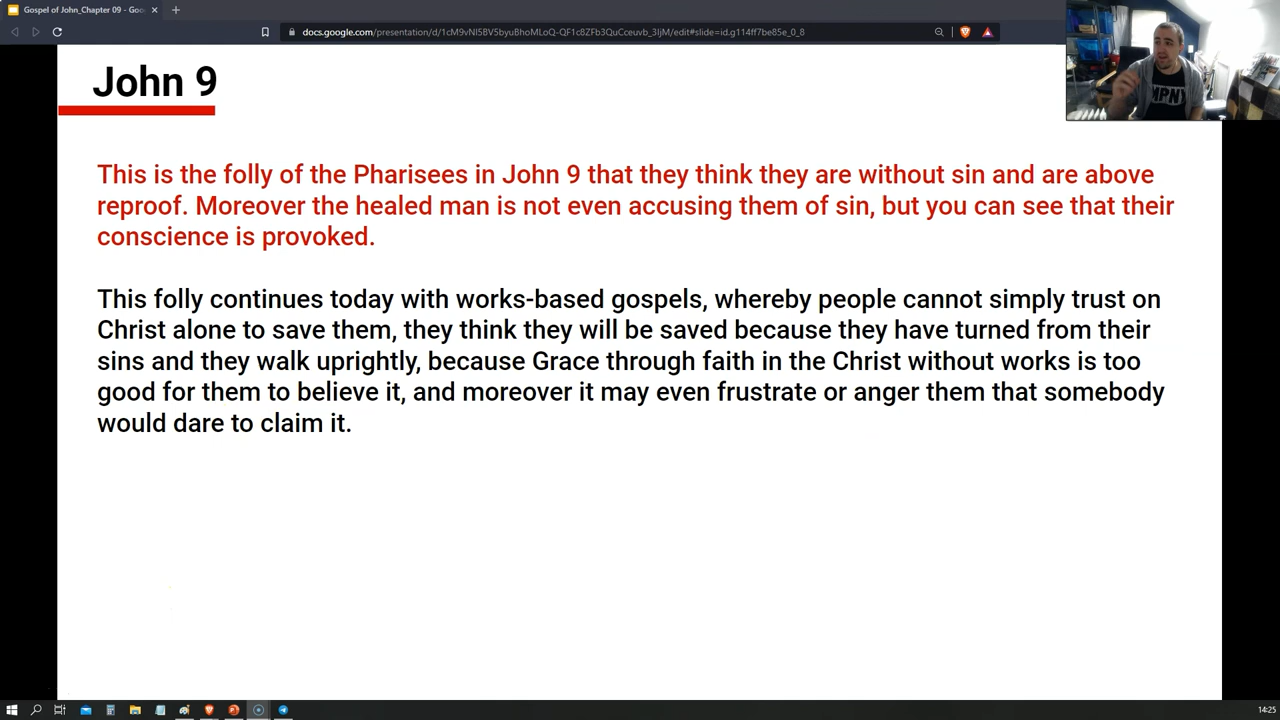 Gospel of John_Chapter 09 - Goo
docs.google.com/presentation/d/1cM9vNI5BV5byuBhoMLoQ-QF1c8ZFb3QuCceuvb_3IjM/edit#slide=id.g114ff7be85e_0_8
John 9
This is the folly of the Pharisees in John 9 that they think they are without sin and are above
reproof. Moreover the healed man is not even accusing them of sin, but you can see that their
conscience is provoked.
This folly continues today with works-based gospels, whereby people cannot simply trust on
Christ alone to save them, they think they will be saved because they have turned from their
sins and they walk uprightly, because Grace through faith in the Christ without works is too
good for them to believe it, and moreover it may even frustrate or anger them that somebody
would dare to claim it.
14:25